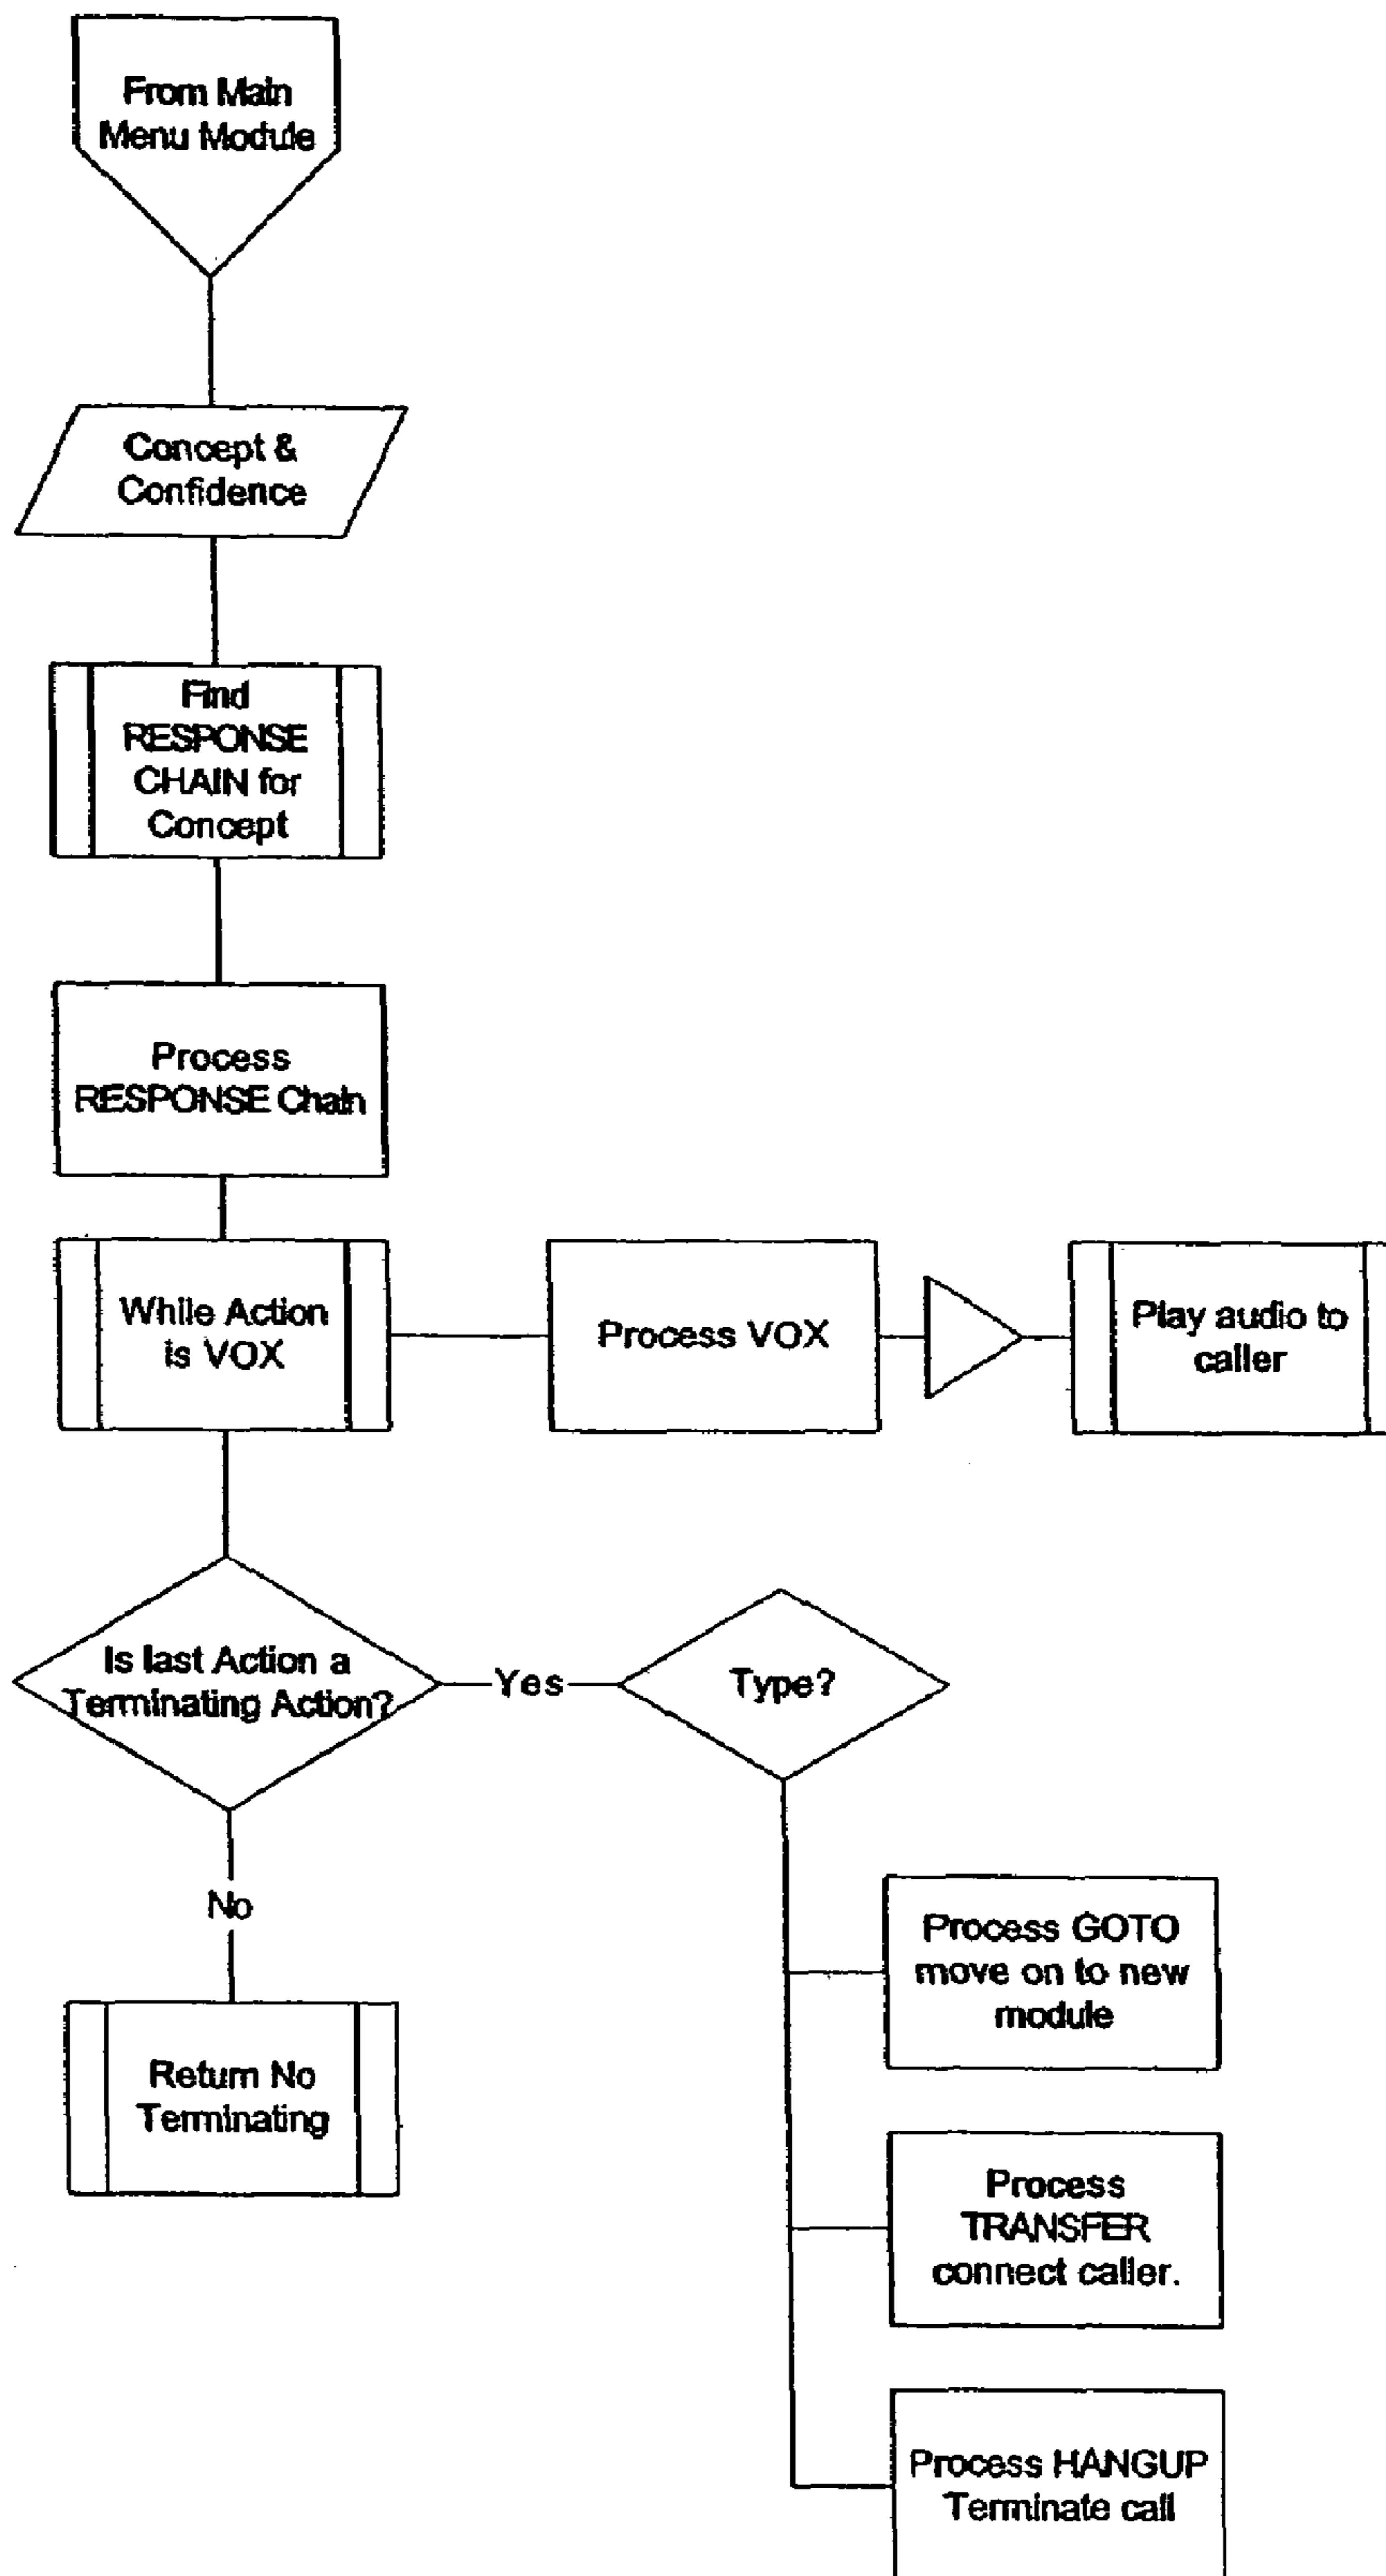 From Main
Menu Module
Concept &
Confidence
Find
RESPONSE
CHAIN for
Concept
Process
RESPONSE Chain
While Action
is VOX
Process VOX
Play audio to
caller
Is last Action a
Terminating Action?
Yes
Type?
No
Process GOTO
move on to new
module
Return No
Terminating
Process
TRANSFER
connect caller.
Process HANGUP
Terminate call